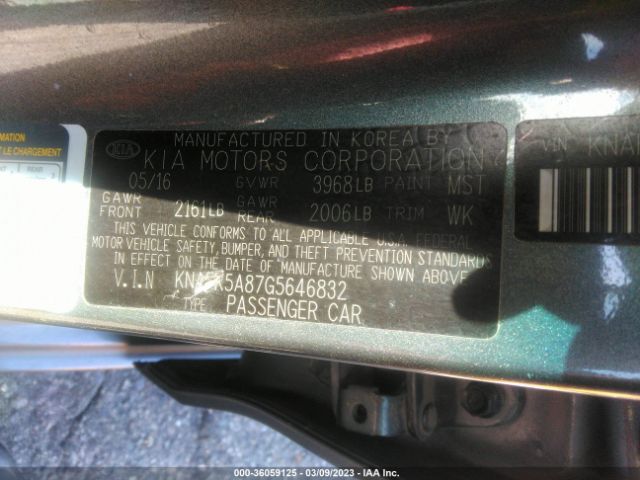 MATION
T LE CHARGEMENT
KIA
MANUFACTURED IN KOREA BY
KIA MOTORS CORPORATION
05/16 GVWR 3968LB PAINT MST
GAWR FRONT 2161LB GAWR REAR 2006LB TRIM WK
THIS VEHICLE CONFORMS TO ALL APPLICABLE U.S.A. FEDERAL
MOTOR VEHICLE SAFETY, BUMPER, AND THEFT PREVENTION STANDARDS
IN EFFECT ON THE DATE OF MANUFACTURE SHOWN ABOVE.
V.I.N 5A87G5646832
TYPE: PASSENGER CAR
VIN KNA
000-36059125 - 03/09/2023 - IAA Inc.